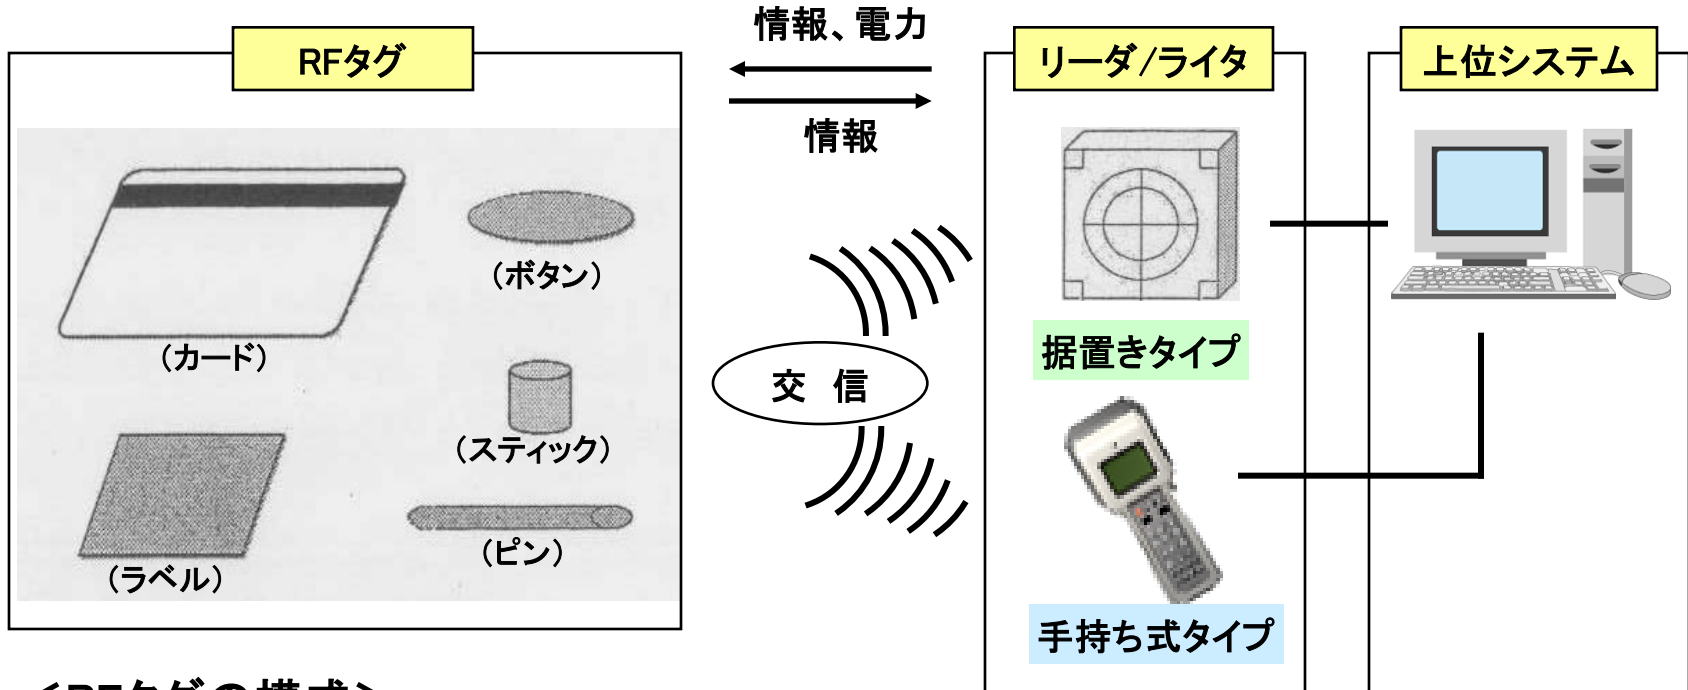 情報、電力
RFタグ
リーダ/ライタ
上位システム
情報
(ボタン)
(カード)
据置きタイプ
交 信
(スティック)
(ピン)
(ラベル)
手持ち式タイプ